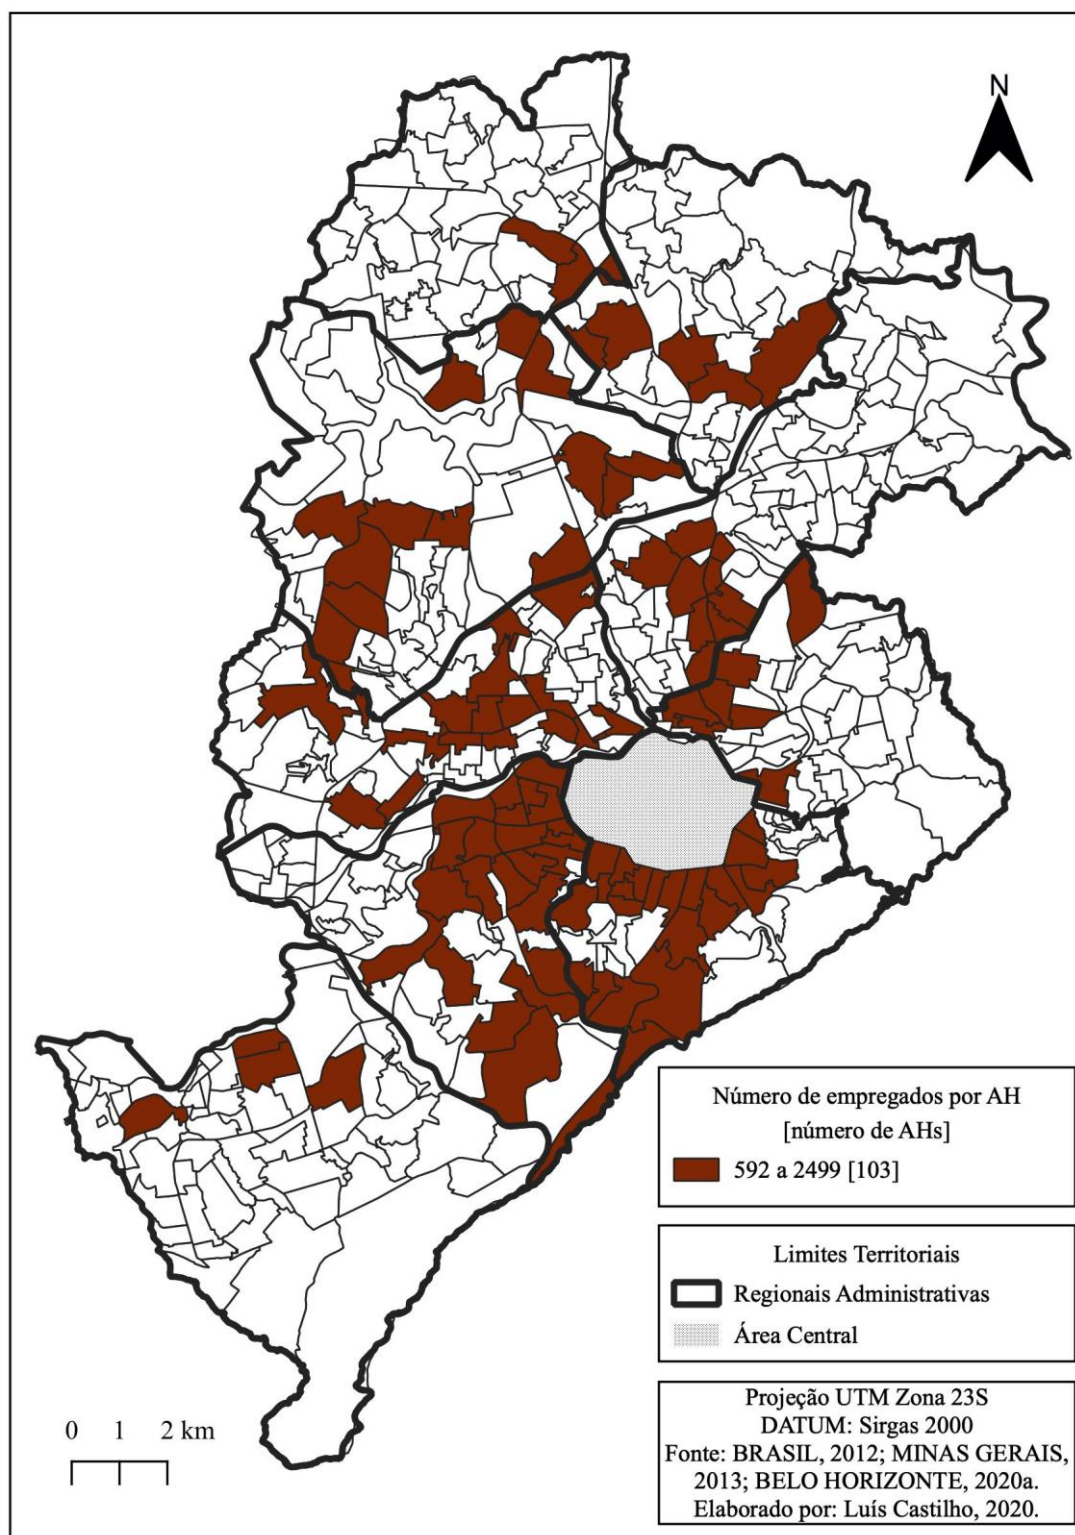 N
Número de empregados por AH
[número de AHs]
592 a 2499 [103]
Limites Territoriais
Regionais Administrativas
Área Central
0 1 2 km
Projeção UTM Zona 23S
DATUM: Sirgas 2000
Fonte: BRASIL, 2012; MINAS GERAIS,
2013; BELO HORIZONTE, 2020a.
Elaborado por: Luís Castilho, 2020.